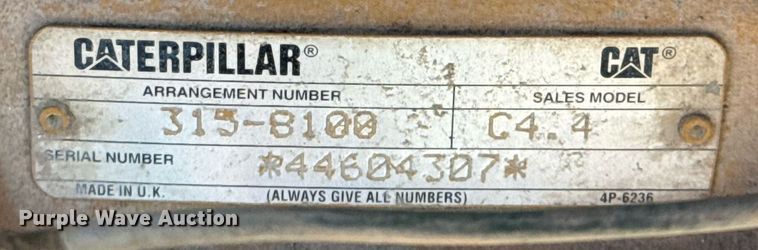 CATERPILLAR® CAT®
ARRANGEMENT NUMBER SALES MODEL
315-8100 C4.4
SERIAL NUMBER *44604307*
MADE IN U.K. (ALWAYS GIVE ALL NUMBERS) 4P-6236
Purple Wave Auction